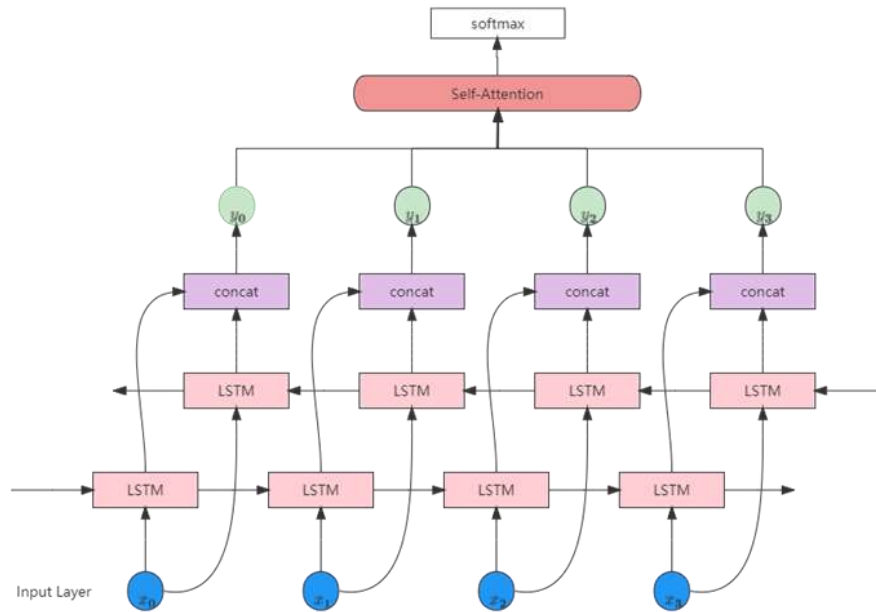 softmax
Self-Attention
y0 y1 y2 y3
concat concat concat concat
LSTM LSTM LSTM LSTM
LSTM LSTM LSTM LSTM
Input Layer x0 x1 x2 x3